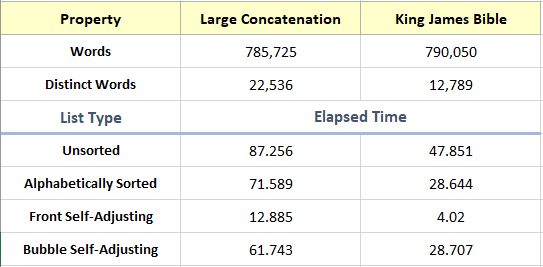 Property Large Concatenation King James Bible
Words 785,725 790,050
Distinct Words 22,536 12,789
List Type Elapsed Time
Unsorted 87.256 47.851
Alphabetically Sorted 71.589 28.644
Front Self-Adjusting 12.885 4.02
Bubble Self-Adjusting 61.743 28.707